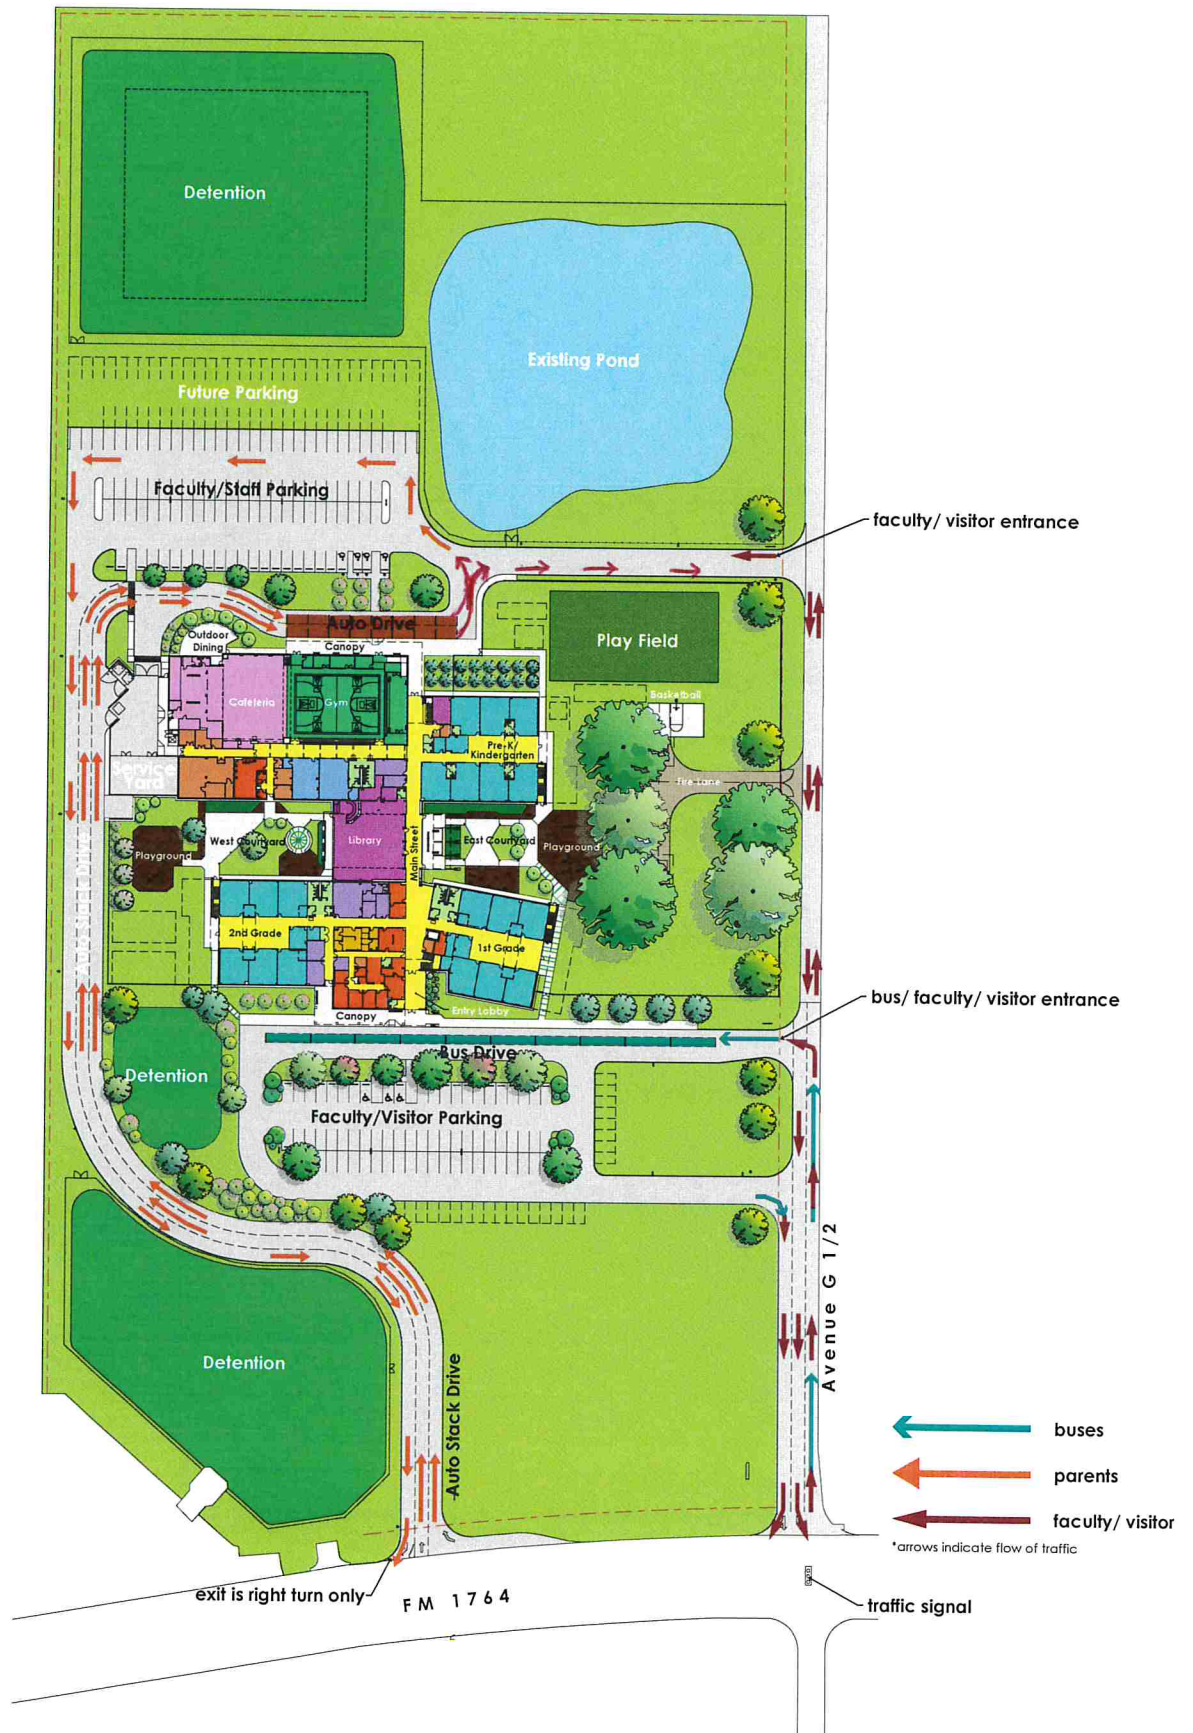 Detention
Existing Pond
Future Parking
Faculty/Staff Parking
faculty/ visitor entrance
Auto Drive
Outdoor
Dining
Canopy
Play Field
Cafeteria
Gym
Basketball
Pre-K/
Kindergarten
Service
Yard
Fire Lane
Playground
West Courtyard
Library
Main Street
East Courtyard
Playground
2nd Grade
1st Grade
Entry Lobby
Canopy
bus/ faculty/ visitor entrance
Bus Drive
Detention
Faculty/Visitor Parking
Avenue G 1/2
Detention
Auto Stack Drive
buses
parents
faculty/ visitor
*arrows indicate flow of traffic
exit is right turn only
FM 1764
traffic signal